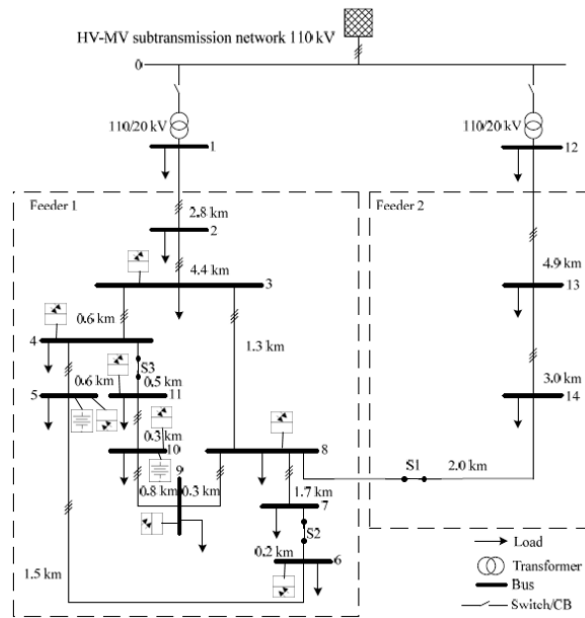 HV-MV subtransmission network 110 kV
0
110/20 kV
110/20 kV
1
12
Feeder 1
Feeder 2
2.8 km
2
4.9 km
4.4 km
3
13
0.6 km
1.3 km
4
3.0 km
S3
5
0.6 km
0.5 km
11
14
0.3 km
10
8
S1
2.0 km
9
0.8 km
0.3 km
1.7 km
7
S2
0.2 km
6
1.5 km
Load
Transformer
Bus
Switch/CB